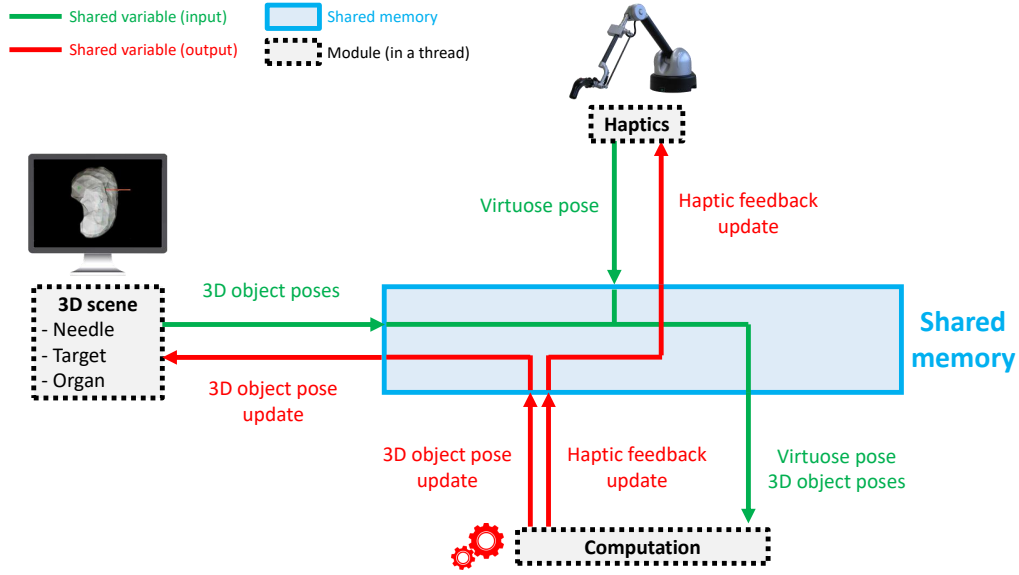 Shared variable (input)
Shared memory
Shared variable (output)
Module (in a thread)
Haptics
Virtuose pose
Haptic feedback
update
3D object poses
3D scene
- Needle
- Target
- Organ
Shared
memory
3D object pose
update
3D object pose
update
Haptic feedback
update
Virtuose pose
3D object poses
Computation